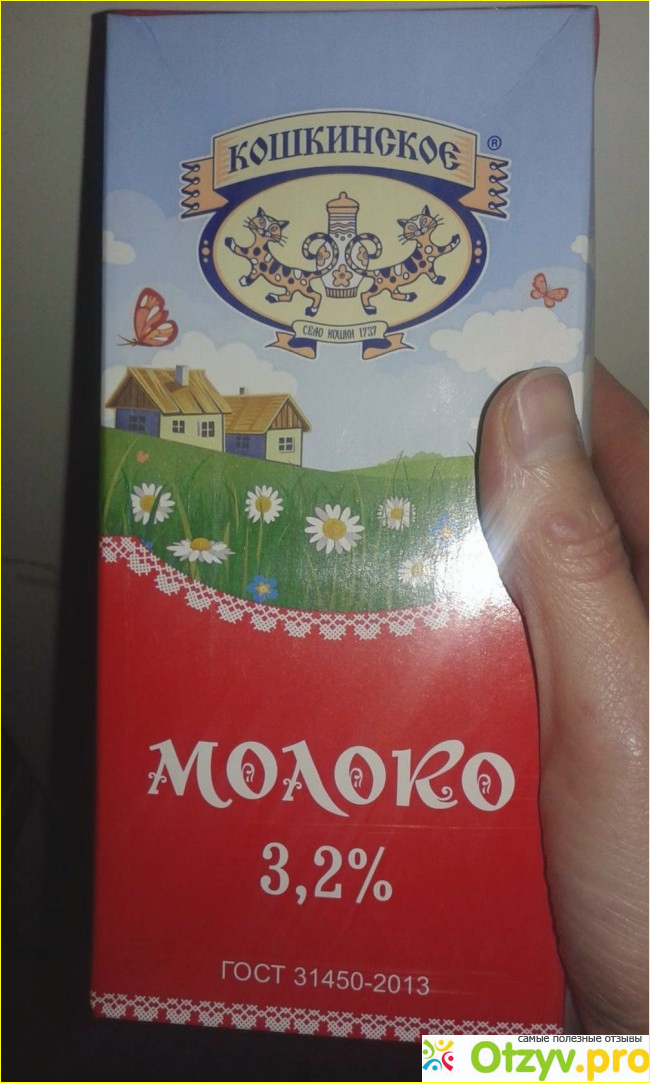 КОШКИНСКОЕ ®
СЕЛО КОШКИ 1737
МОЛОКО
3,2%
ГОСТ 31450-2013
самые полезные отзывы
Otzyv.pro